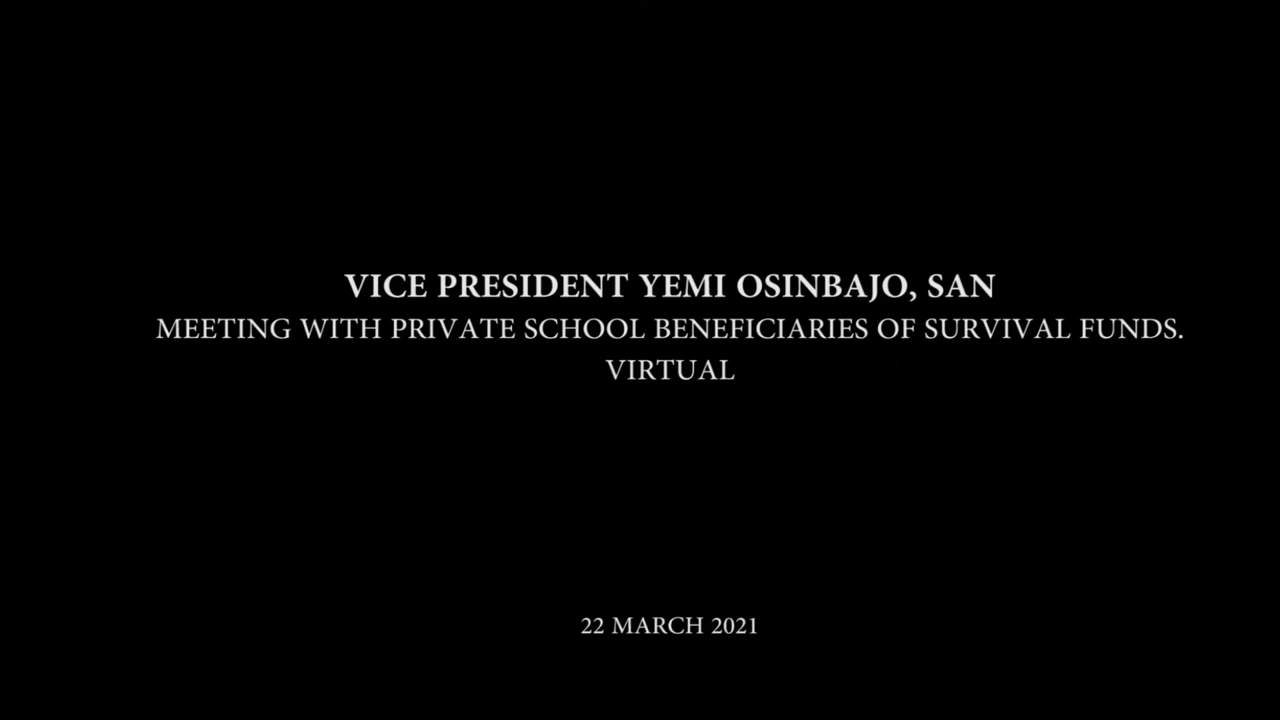 VICE PRESIDENT YEMI OSINBAJO, SAN
MEETING WITH PRIVATE SCHOOL BENEFICIARIES OF SURVIVAL FUNDS.
VIRTUAL
22 MARCH 2021